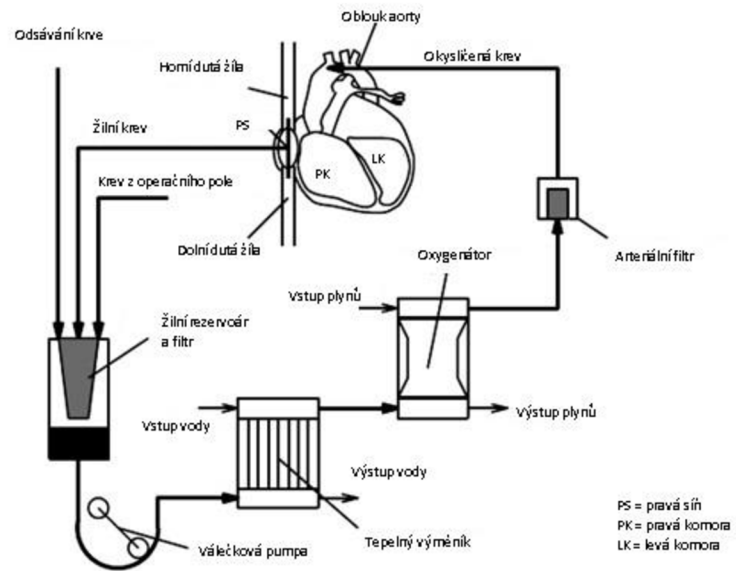 Oblouk aorty
Odsávání krve
Okysličená krev
Horní dutá žíla
PS
Žilní krev
LK
PK
Krev z operačního pole
Dolní dutá žíla
Oxygenátor
Arteriální filtr
Vstup plynů
Žilní rezervoár
a filtr
Výstup plynů
Vstup vody
Výstup vody
PS = pravá síň
PK = pravá komora
LK = levá komora
Tepelný výměník
Válečková pumpa